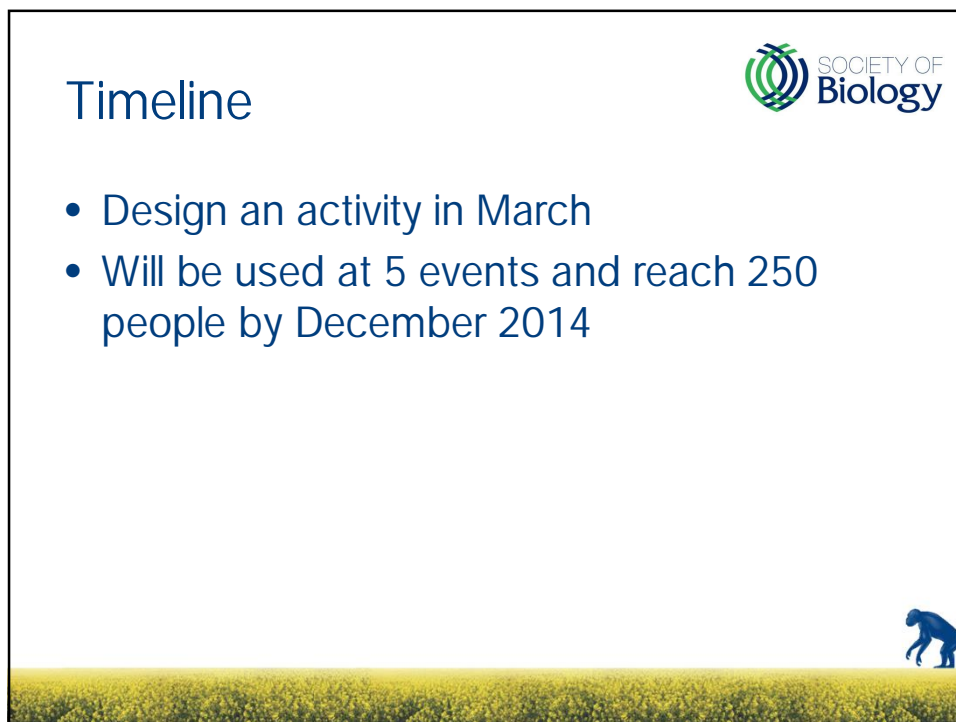 SOCIETY OF
Biology
Timeline
• Design an activity in March
• Will be used at 5 events and reach 250
people by December 2014